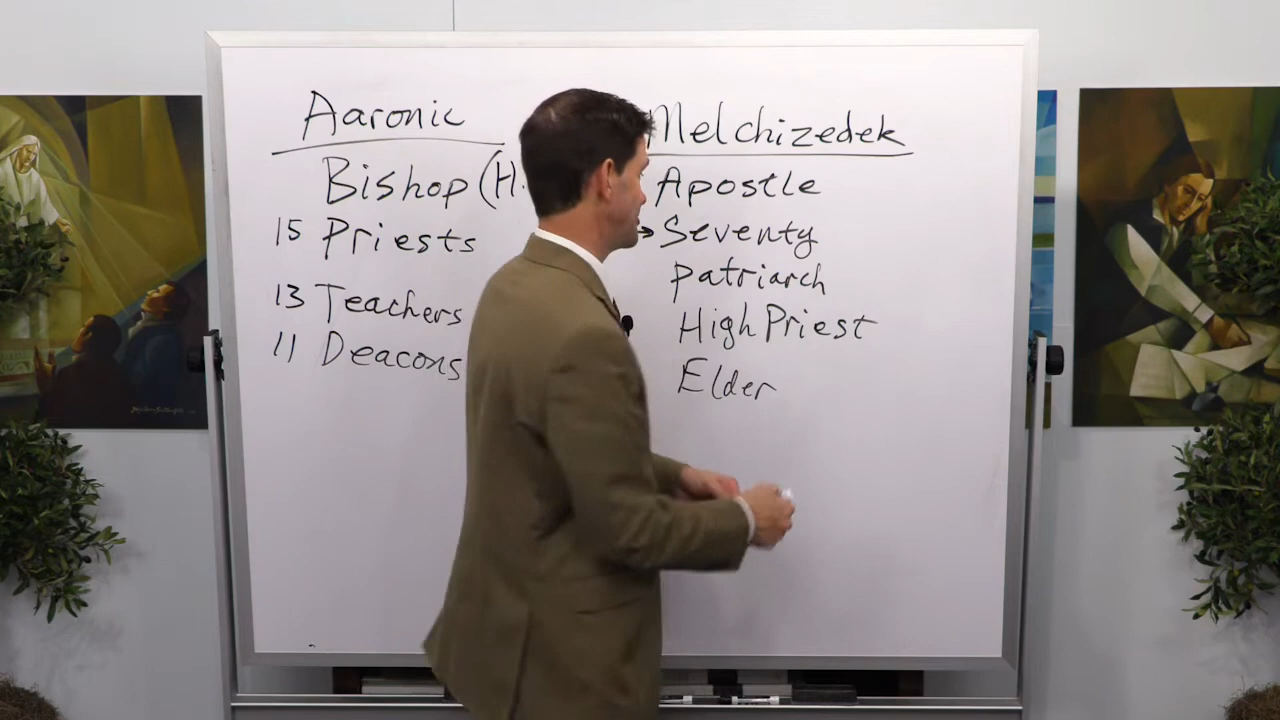 Aaronic
Bishop (H.
15 Priests
13 Teachers
11 Deacons
Melchizedek
Apostle
→ Seventy
Patriarch
High Priest
Elder